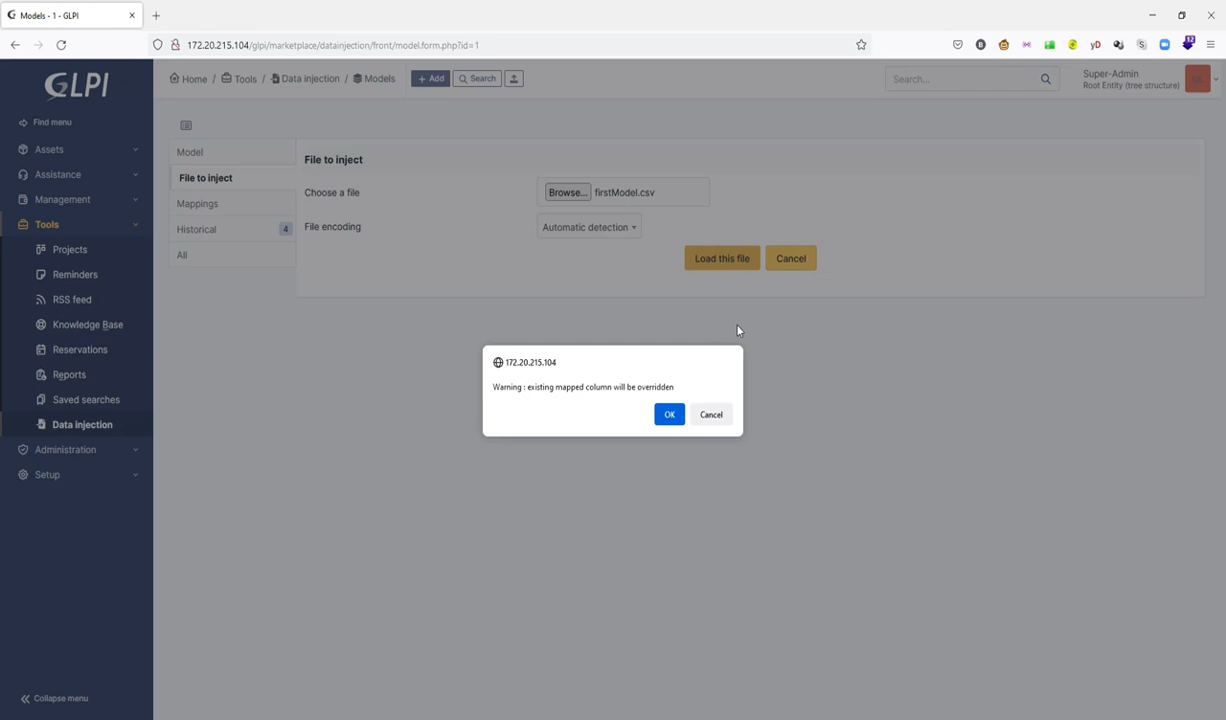 Models - 1 - GLPI
172.20.215.104/glpi/marketplace/datainjection/front/model.form.php?id=1
12
GLPI
Home / Tools / Data injection / Models
+ Add
Search
Search...
Super-Admin
Root Entity (tree structure)
Find menu
Assets
Assistance
Management
Tools
Projects
Reminders
RSS feed
Knowledge Base
Reservations
Reports
Saved searches
Data injection
Administration
Setup
Collapse menu
Model
File to inject
Mappings
Historical 4
All
File to inject
Choose a file
Browse... firstModel.csv
File encoding
Automatic detection
Load this file
Cancel
172.20.215.104
Warning : existing mapped column will be overridden
OK
Cancel